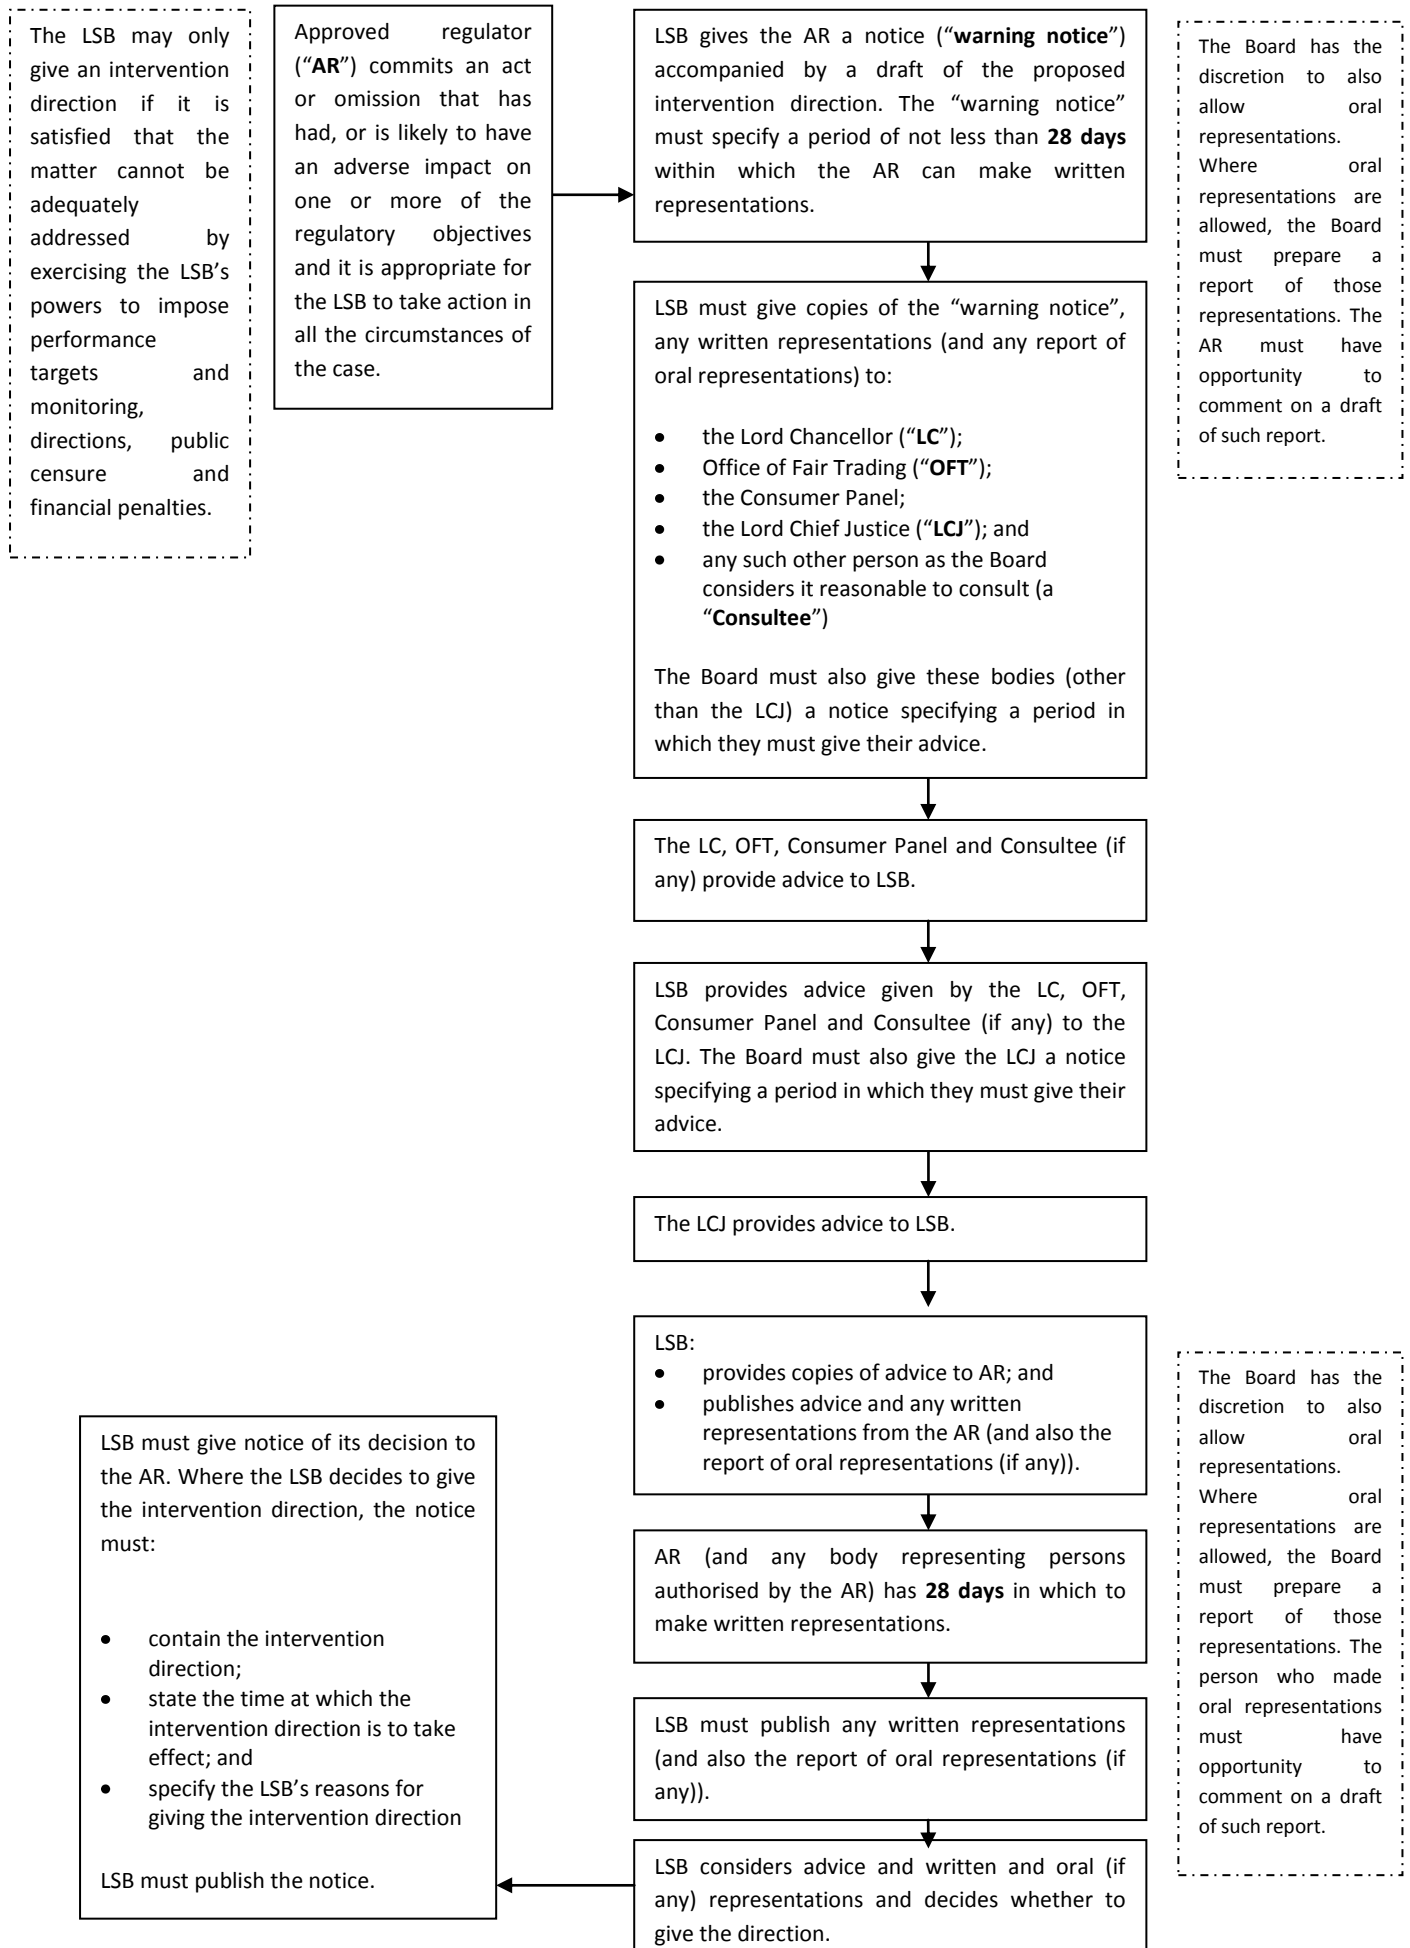 The LSB may only
give an intervention
direction if it is
satisfied that the
matter cannot be
adequately
addressed by
exercising the LSB’s
powers to impose
performance
targets and
monitoring,
directions, public
censure and
financial penalties.
Approved regulator
(“AR”) commits an act
or omission that has
had, or is likely to have
an adverse impact on
one or more of the
regulatory objectives
and it is appropriate for
the LSB to take action in
all the circumstances of
the case.
LSB gives the AR a notice (“warning notice”)
accompanied by a draft of the proposed
intervention direction. The “warning notice”
must specify a period of not less than 28 days
within which the AR can make written
representations.
The Board has the
discretion to also
allow oral
representations.
Where oral
representations are
allowed, the Board
must prepare a
report of those
representations. The
AR must have
opportunity to
comment on a draft
of such report.
LSB must give copies of the “warning notice”,
any written representations (and any report of
oral representations) to:
• the Lord Chancellor (“LC”);
• Office of Fair Trading (“OFT”);
• the Consumer Panel;
• the Lord Chief Justice (“LCJ”); and
• any such other person as the Board
considers it reasonable to consult (a
“Consultee”)
The Board must also give these bodies (other
than the LCJ) a notice specifying a period in
which they must give their advice.
The LC, OFT, Consumer Panel and Consultee (if
any) provide advice to LSB.
LSB provides advice given by the LC, OFT,
Consumer Panel and Consultee (if any) to the
LCJ. The Board must also give the LCJ a notice
specifying a period in which they must give their
advice.
The LCJ provides advice to LSB.
LSB:
• provides copies of advice to AR; and
• publishes advice and any written
representations from the AR (and also the
report of oral representations (if any)).
AR (and any body representing persons
authorised by the AR) has 28 days in which to
make written representations.
The Board has the
discretion to also
allow oral
representations.
Where oral
representations are
allowed, the Board
must prepare a
report of those
representations. The
person who made
oral representations
must have
opportunity to
comment on a draft
of such report.
LSB must publish any written representations
(and also the report of oral representations (if
any)).
LSB considers advice and written and oral (if
any) representations and decides whether to
give the direction.
LSB must give notice of its decision to
the AR. Where the LSB decides to give
the intervention direction, the notice
must:
• contain the intervention
direction;
• state the time at which the
intervention direction is to take
effect; and
• specify the LSB’s reasons for
giving the intervention direction
LSB must publish the notice.